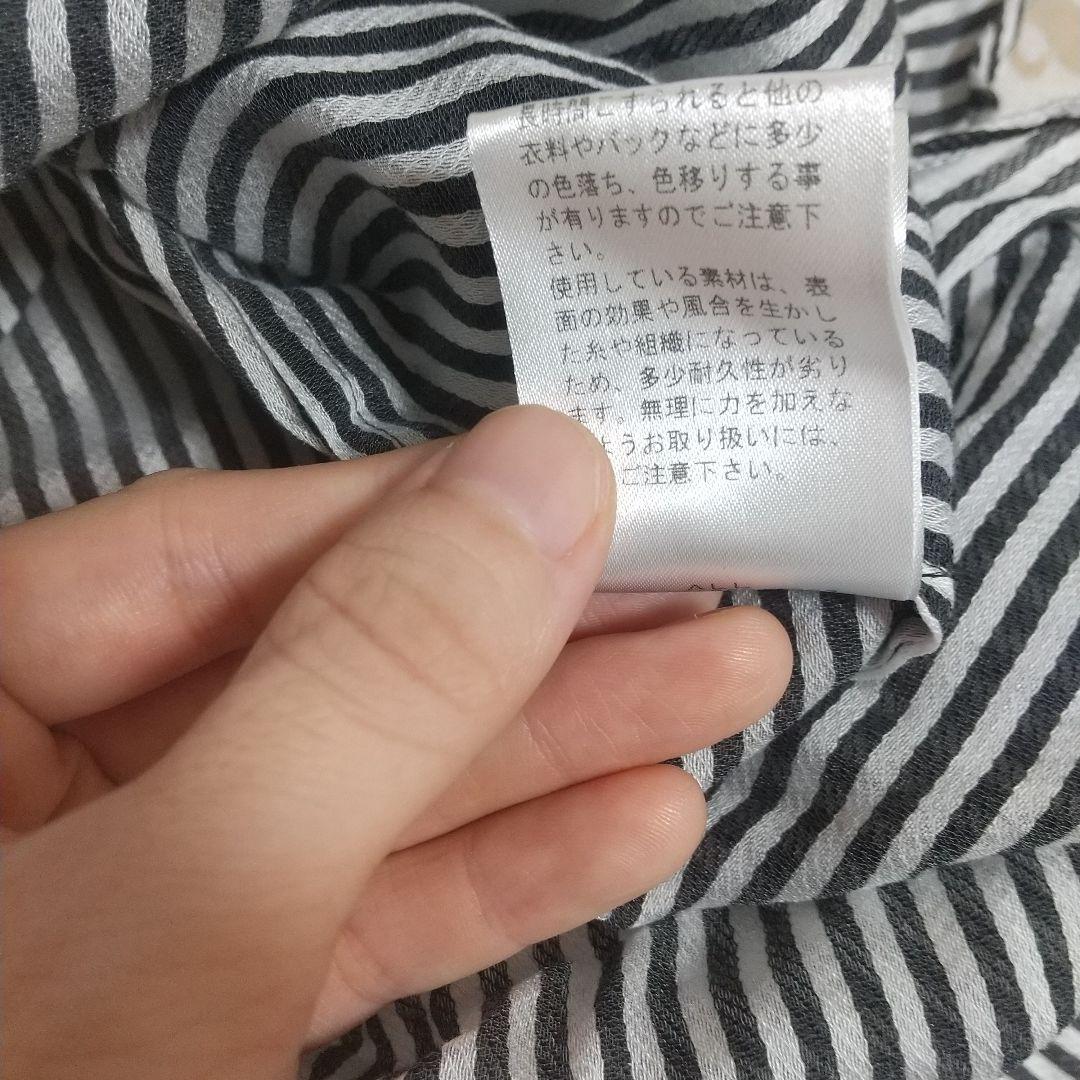 長時間こすられると他の
衣料やバックなどに多少
の色落ち、色移りする事
が有りますのでご注意下
さい。
使用している素材は、表
面の効果や風合を生かし
た糸や組織になっている
ため、多少耐久性が劣り
ます。無理に力を加えな
ようお取り扱いには、
ご注意下さい。